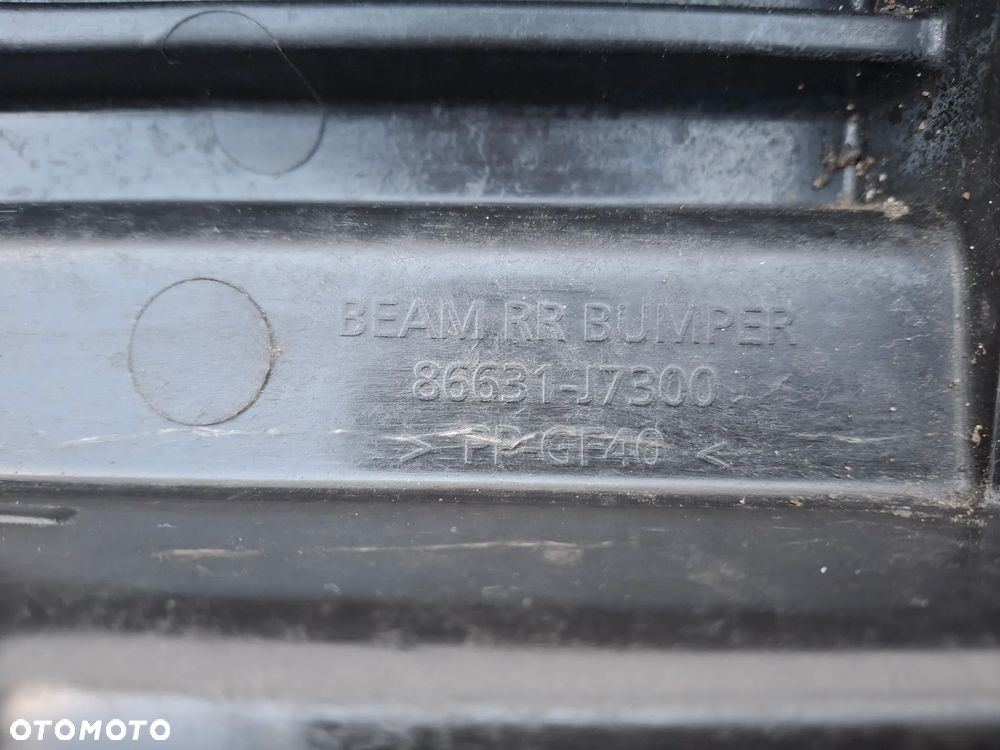 BEAM, RR BUMPER
86631-J7300
> PP-GF40 <
OTOMOTO